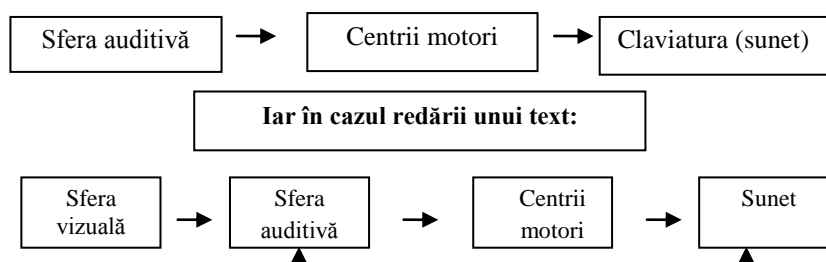 Sfera auditivă
Centrii motori
Claviatura (sunet)
Iar în cazul redării unui text:
Sfera
vizuală
Sfera
auditivă
Centrii
motori
Sunet